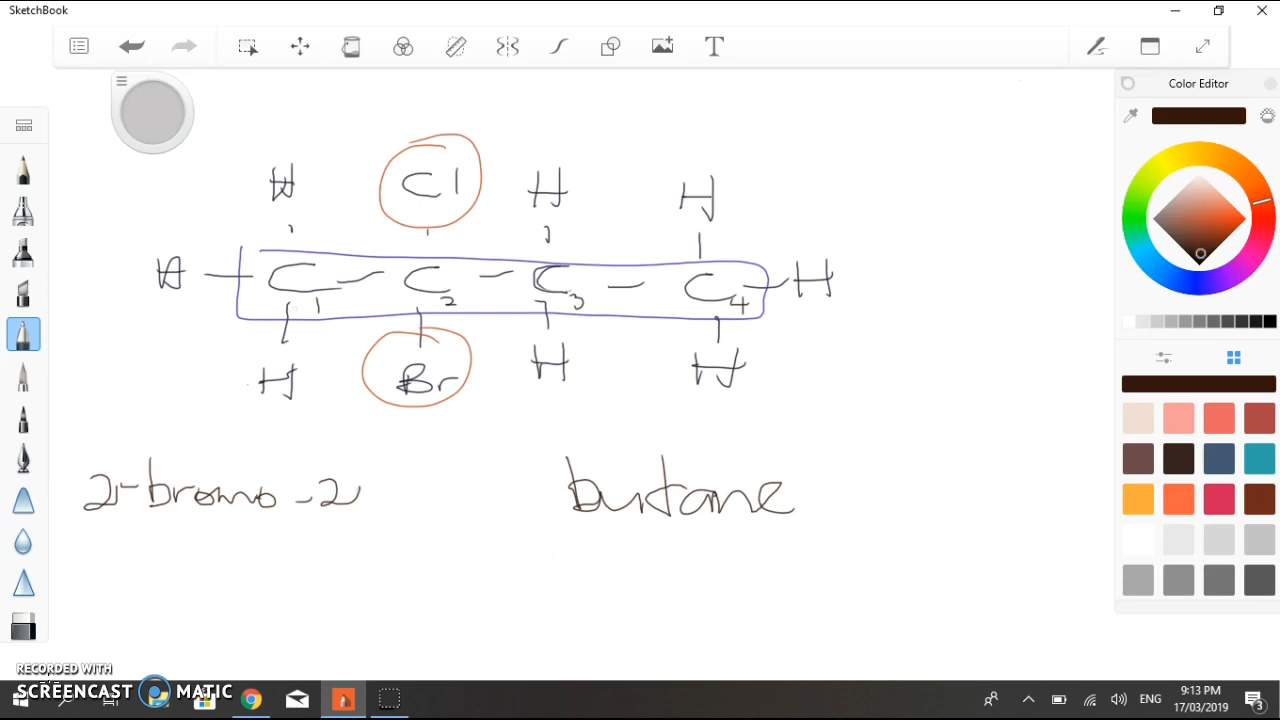 SketchBook
T
Color Editor
H Cl H H
H C 1 C 2 C 3 C 4 H
H Br H H
2-bromo-2 butane
RECORDED WITH
SCREENCAST MATIC
ENG
9:13 PM
17/03/2019
3